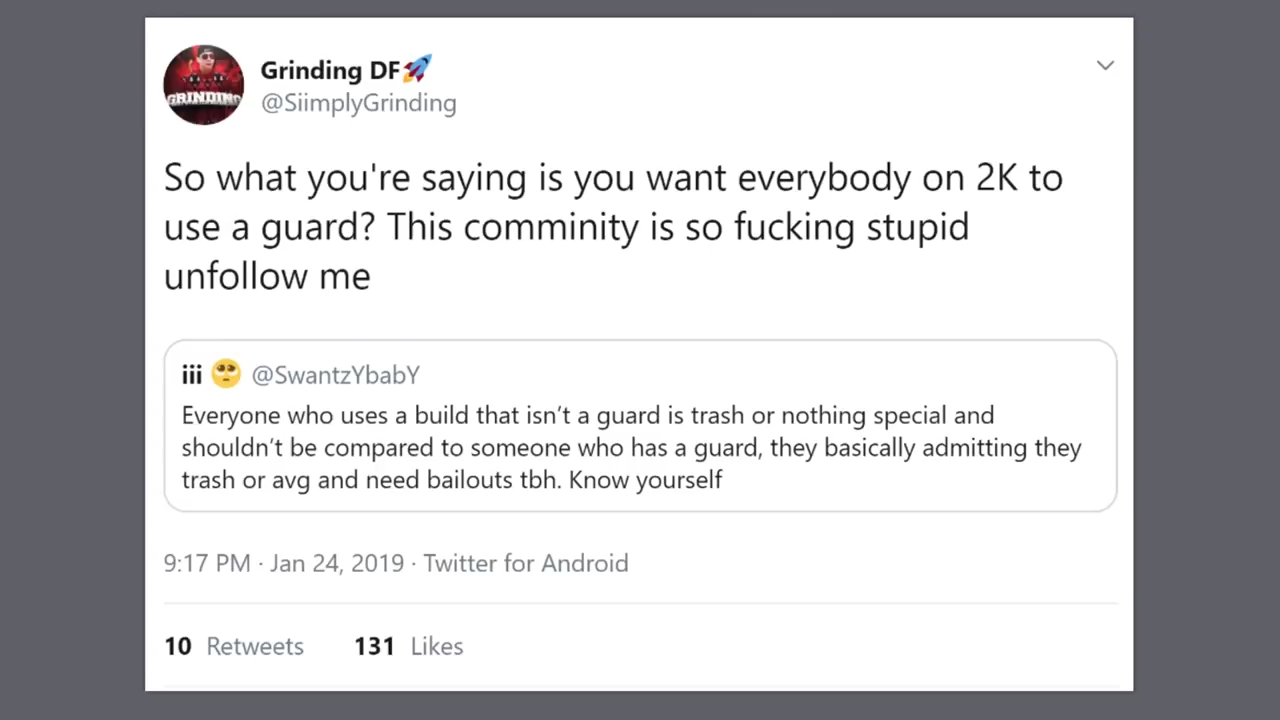 Grinding DF🚀
@SiimplyGrinding
GRINDING
So what you're saying is you want everybody on 2K to
use a guard? This comminity is so fucking stupid
unfollow me
iii 🥺 @SwantzYbabY
Everyone who uses a build that isn’t a guard is trash or nothing special and
shouldn’t be compared to someone who has a guard, they basically admitting they
trash or avg and need bailouts tbh. Know yourself
9:17 PM · Jan 24, 2019 · Twitter for Android
10 Retweets 131 Likes